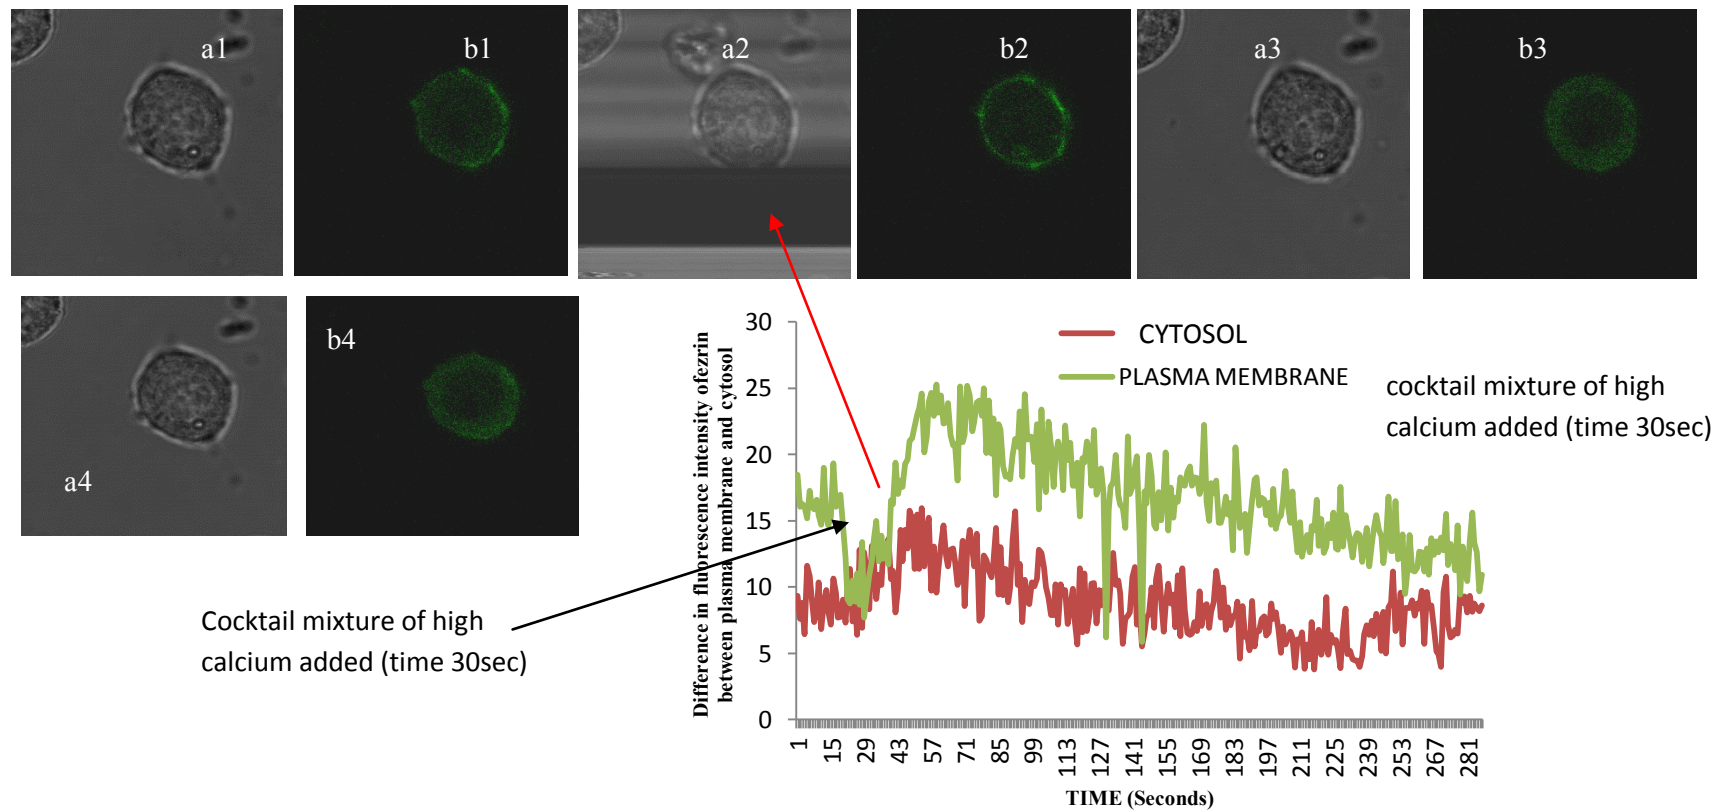 a1
b1
a2
b2
a3
b3
a4
b4
Cocktail mixture of high
calcium added (time 30sec)
Difference in fluorescence intensity ofezrin
between plasma membrane and cytosol
30
25
20
15
10
5
0
CYTOSOL
PLASMA MEMBRANE
cocktail mixture of high
calcium added (time 30sec)
1
15
29
43
57
71
85
99
113
127
141
155
169
183
197
211
225
239
253
267
281
TIME (Seconds)